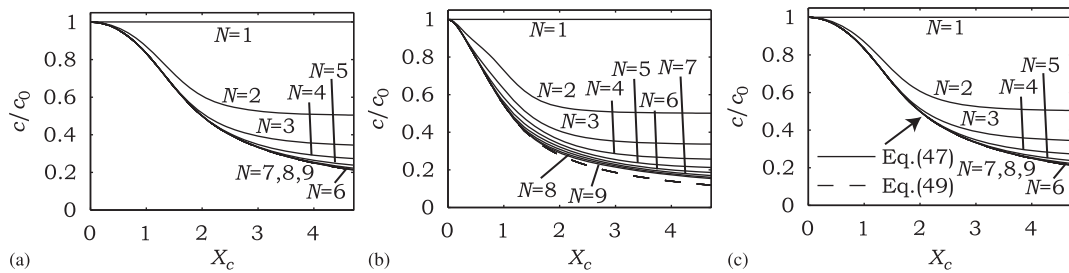 1
0.8
0.6
0.4
0.2
0
c/c₀
N=1
N=2
N=3
N=4
N=5
N=7,8,9
N=6
0 1 2 3 4
X_c
(a)
1
0.8
0.6
0.4
0.2
0
c/c₀
N=1
N=2
N=3
N=4
N=5
N=6
N=7
N=8
N=9
0 1 2 3 4
X_c
(b)
1
0.8
0.6
0.4
0.2
0
c/c₀
N=1
N=2
N=3
N=4
N=5
Eq.(47)
N=7,8,9
Eq.(49)
N=6
0 1 2 3 4
X_c
(c)